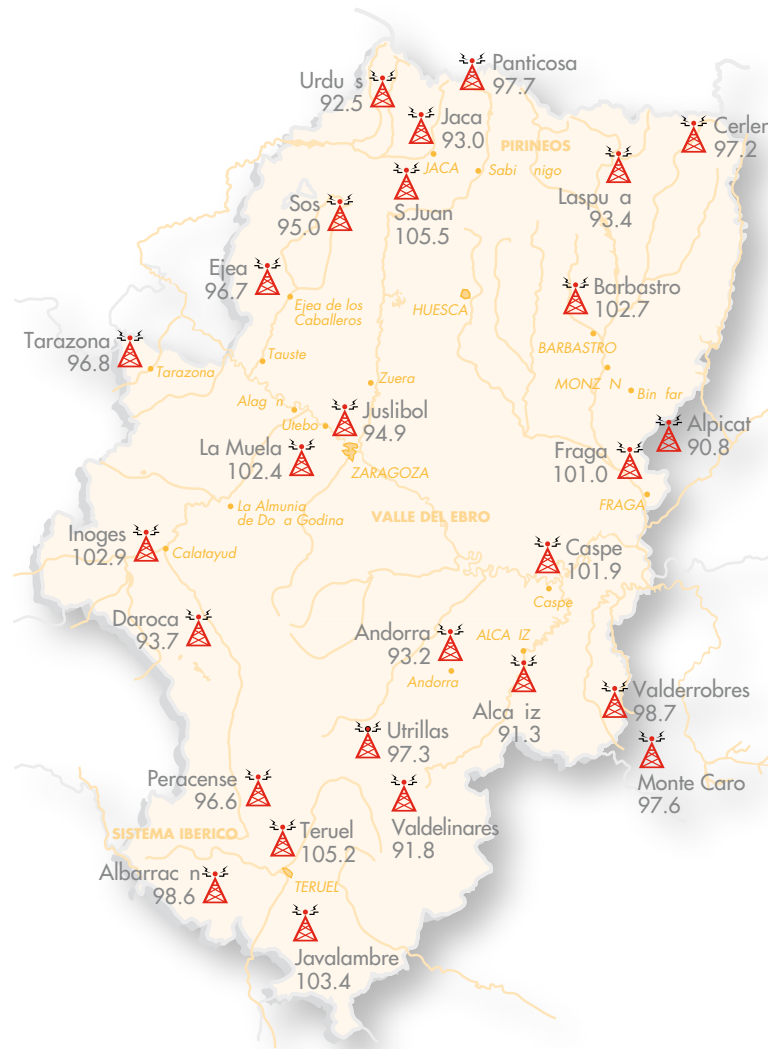 Panticosa
97.7
Urdu s
92.5
Jaca
93.0
Cerler
97.2
PIRINEOS
JACA
Sabi nigo
Laspu a
93.4
Sos
95.0
S.Juan
105.5
Ejea
96.7
Ejea de los
Caballeros
HUESCA
Barbastro
102.7
BARBASTRO
Tarazona
96.8
Tarazona
Tauste
Zuera
MONZ N
Bin far
Alag n
Utebo
Juslibol
94.9
Alpicat
90.8
La Muela
102.4
ZARAGOZA
Fraga
101.0
FRAGA
La Almunia
de Do a Godina
VALLE DEL EBRO
Inoges
102.9
Calatayud
Caspe
101.9
Caspe
Daroca
93.7
Andorra
93.2
Andorra
ALCA IZ
Alca iz
91.3
Valderrobres
98.7
Utrillas
97.3
Monte Caro
97.6
Peracense
96.6
Valdelinares
91.8
SISTEMA IBERICO
Teruel
105.2
Albarrac n
98.6
TERUEL
Javalambre
103.4